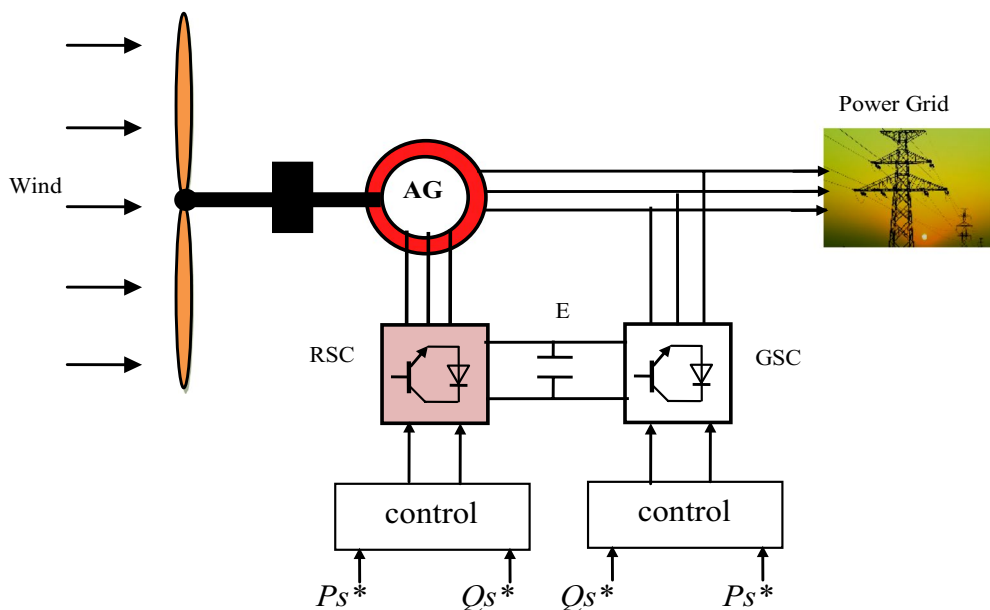 Power Grid
Wind
AG
E
RSC
GSC
control
control
Ps*
Qs*
Qs*
Ps*